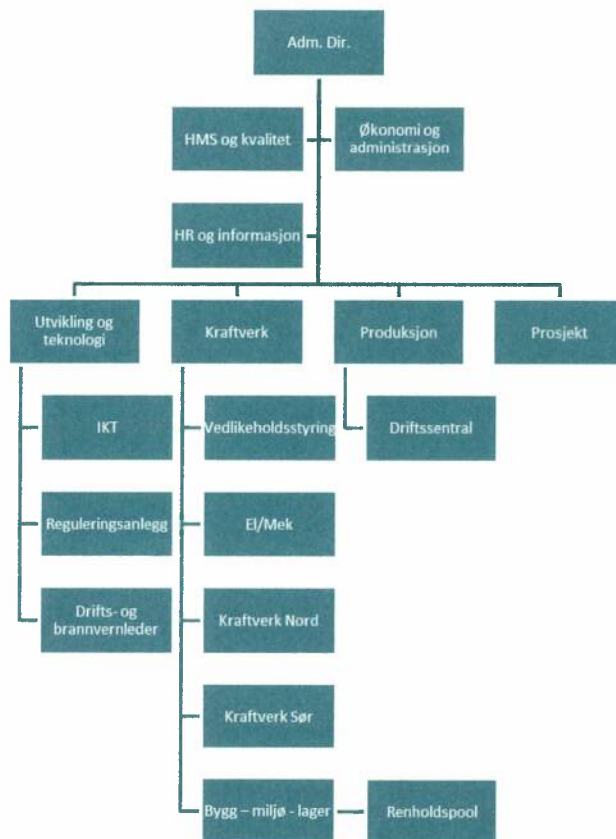 Adm. Dir.
HMS og kvalitet
Økonomi og
administrasjon
HR og informasjon
Utvikling og
teknologi
Kraftverk
Produksjon
Prosjekt
IKT
Vedlikeholdsstyring
Driftssentral
Reguleringsanlegg
El/Mek
Drifts- og
brannvernleder
Kraftverk Nord
Kraftverk Sør
Bygg – miljø - lager
Renholdspool